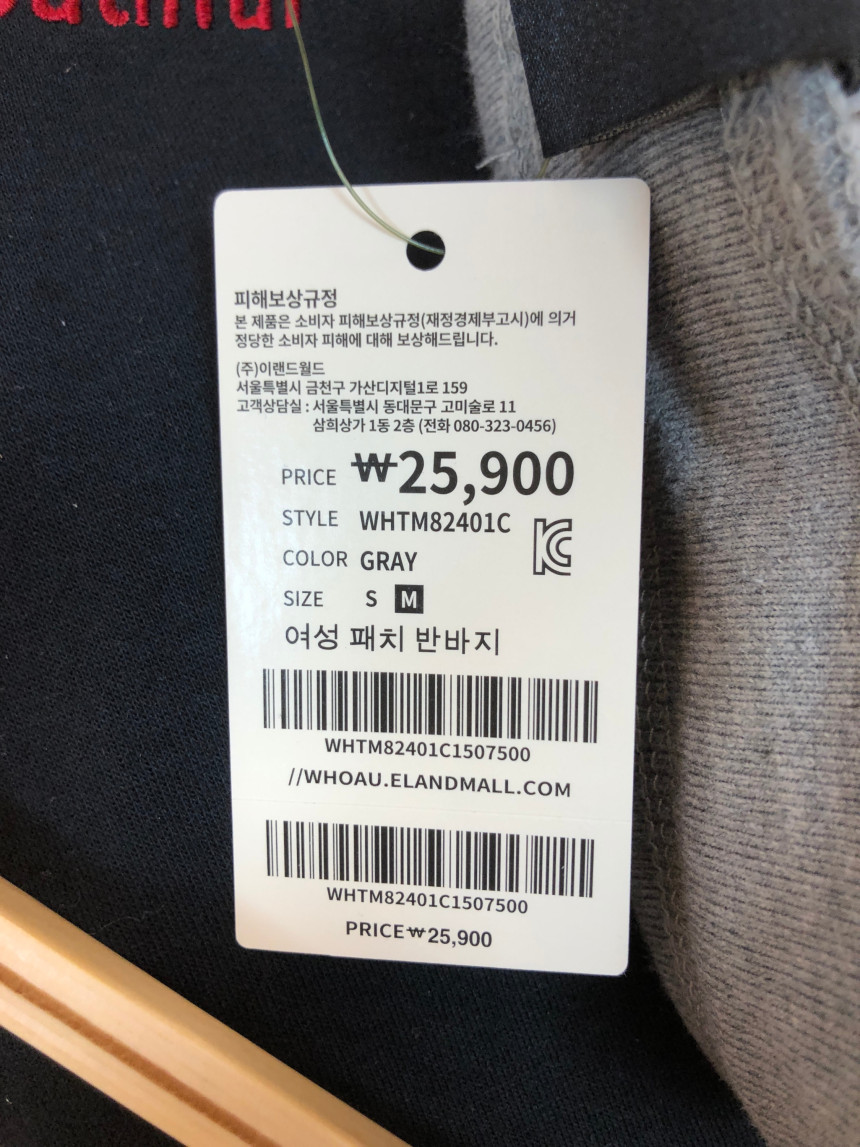 피해보상규정
본 제품은 소비자 피해보상규정(재정경제부고시)에 의거
정당한 소비자 피해에 대해 보상해드립니다.
(주)이랜드월드
서울특별시 금천구 가산디지털1로 159
고객상담실 : 서울특별시 동대문구 고미술로 11
삼희상가 1동 2층 (전화 080-323-0456)
PRICE ₩25,900
STYLE WHTM82401C
COLOR GRAY
SIZE S M
여성 패치 반바지
WHTM82401C1507500
//WHOAU.ELANDMALL.COM
WHTM82401C1507500
PRICE₩25,900